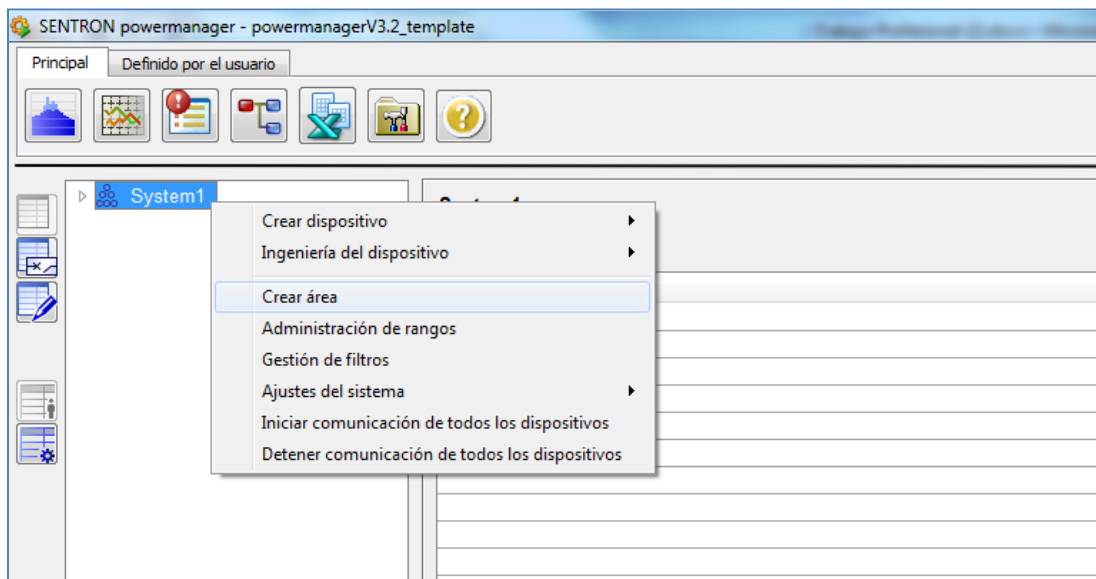 SENTRON powermanager - powermanagerV3.2_template
Principal
Definido por el usuario
System1
Crear dispositivo
Ingeniería del dispositivo
Crear área
Administración de rangos
Gestión de filtros
Ajustes del sistema
Iniciar comunicación de todos los dispositivos
Detener comunicación de todos los dispositivos